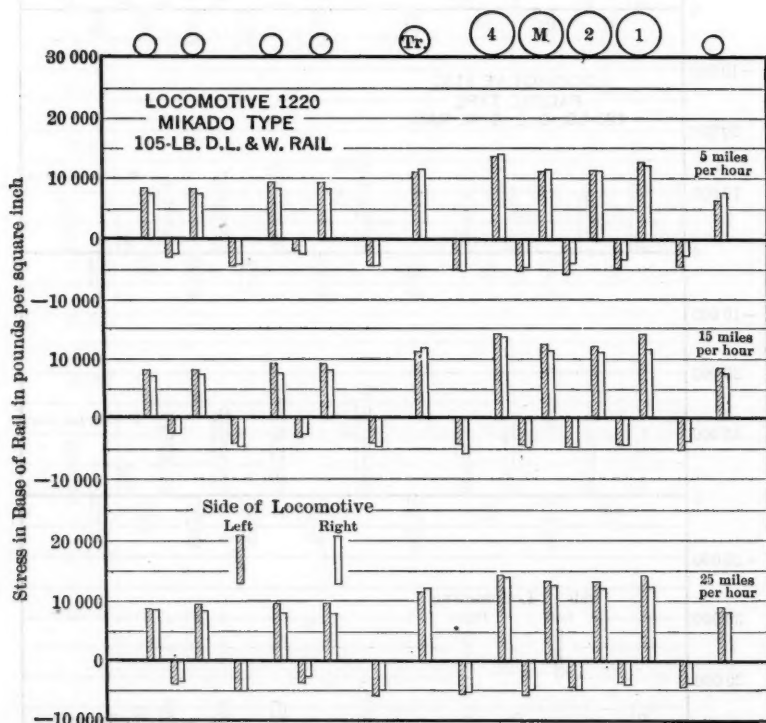 Tr. 4 M 2 1
30 000
LOCOMOTIVE 1220
MIKADO TYPE
105-LB. D.L. & W. RAIL
20 000
5 miles
per hour
10 000
0
—10 000
15 miles
per hour
10 000
0
—10 000
Side of Locomotive
Left Right
20 000
25 miles
per hour
10 000
0
—10 000
Stress in Base of Rail in pounds per square inch